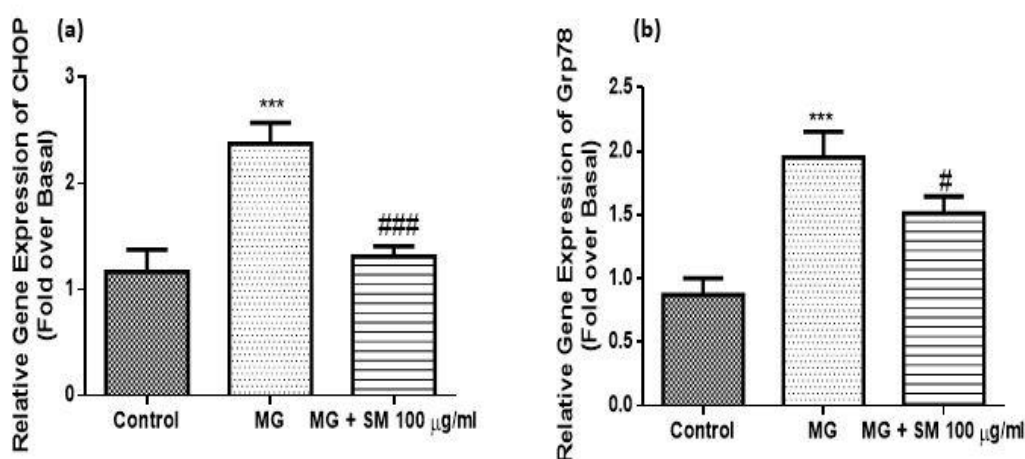 (a)
Relative Gene Expression of CHOP
(Fold over Basal)
3
2
1
0
***
###
Control MG MG + SM 100 µg/ml
(b)
Relative Gene Expression of Grp78
(Fold over Basal)
2.5
2.0
1.5
1.0
0.5
0.0
***
#
Control MG MG + SM 100 µg/ml